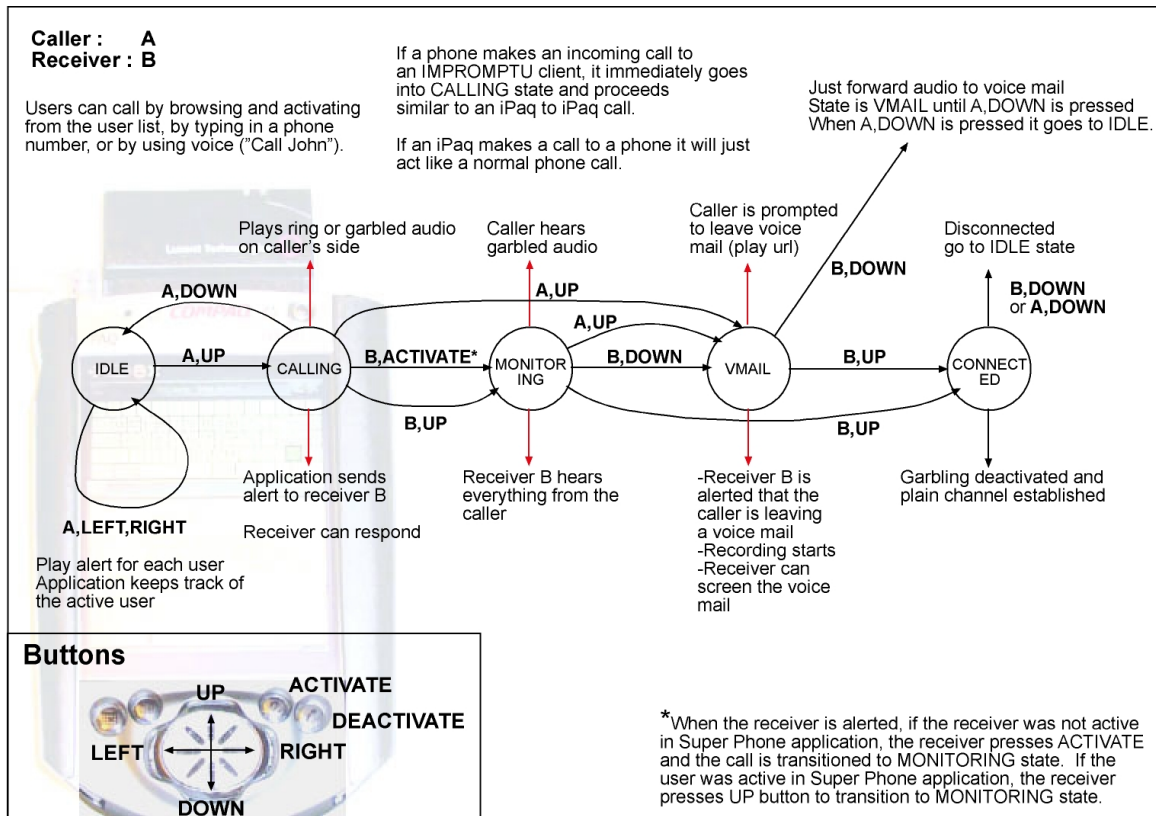 Caller : A
Receiver : B
Users can call by browsing and activating
from the user list, by typing in a phone
number, or by using voice ("Call John").
If a phone makes an incoming call to
an IMPROMPTU client, it immediately goes
into CALLING state and proceeds
similar to an iPaq to iPaq call.
If an iPaq makes a call to a phone it will just
act like a normal phone call.
Just forward audio to voice mail
State is VMAIL until A,DOWN is pressed
When A,DOWN is pressed it goes to IDLE.
Plays ring or garbled audio
on caller's side
Caller hears
garbled audio
Caller is prompted
to leave voice
mail (play url)
Disconnected
go to IDLE state
A,DOWN
A,UP
B,DOWN
B,DOWN
or A,DOWN
COMPAQ
A,UP
A,UP
B,ACTIVATE*
B,DOWN
B,UP
IDLE
CALLING
MONITOR
ING
VMAIL
CONNECT
ED
B,UP
B,UP
A,LEFT,RIGHT
Play alert for each user
Application keeps track of
the active user
Application sends
alert to receiver B
Receiver can respond
Receiver B hears
everything from the
caller
-Receiver B is
alerted that the
caller is leaving
a voice mail
-Recording starts
-Receiver can
screen the voice
mail
Garbling deactivated and
plain channel established
Buttons
UP
ACTIVATE
DEACTIVATE
LEFT
RIGHT
DOWN
*When the receiver is alerted, if the receiver was not active
in Super Phone application, the receiver presses ACTIVATE
and the call is transitioned to MONITORING state. If the
user was active in Super Phone application, the receiver
presses UP button to transition to MONITORING state.